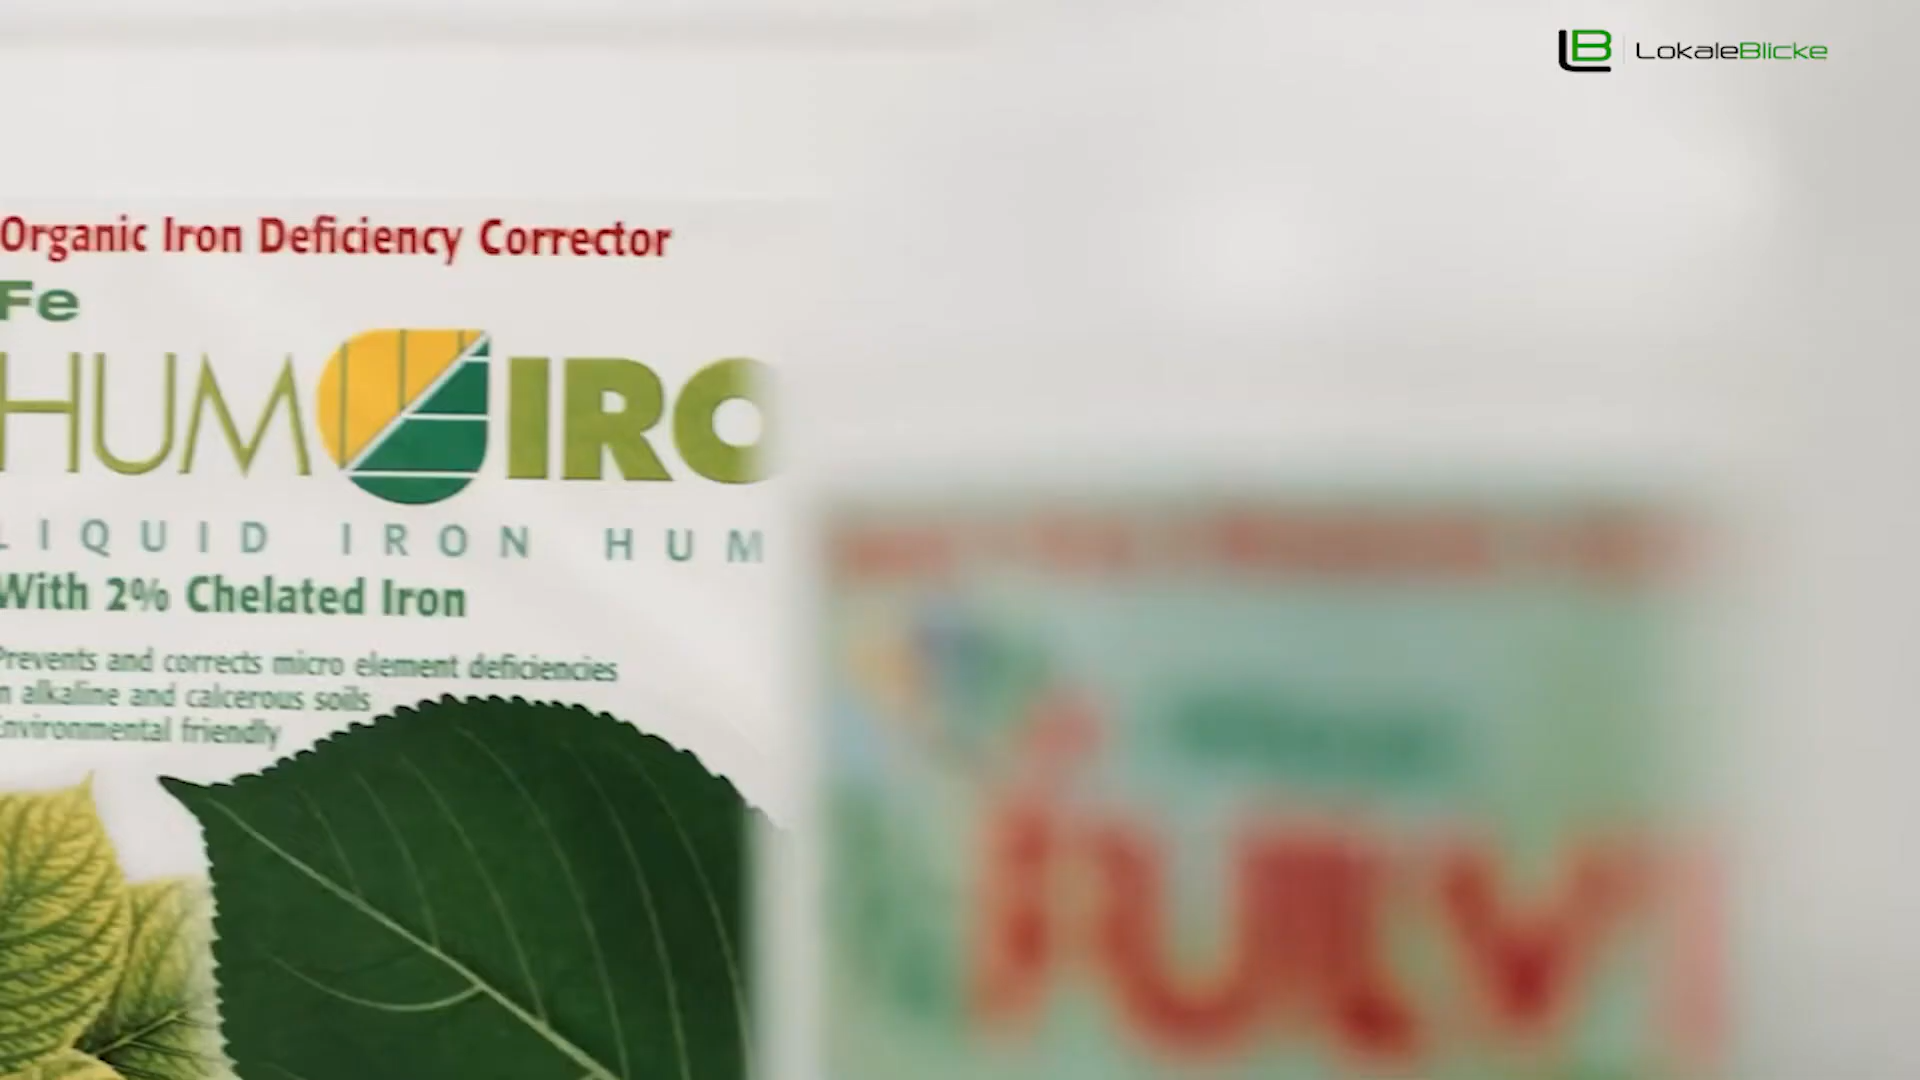 LB LokaleBlicke
Organic Iron Deficiency Corrector
Fe
HUM IRO
LIQUID IRON HUM
With 2% Chelated Iron
Prevents and corrects micro element deficiencies
n alkaline and calcerous soils
Environmental friendly